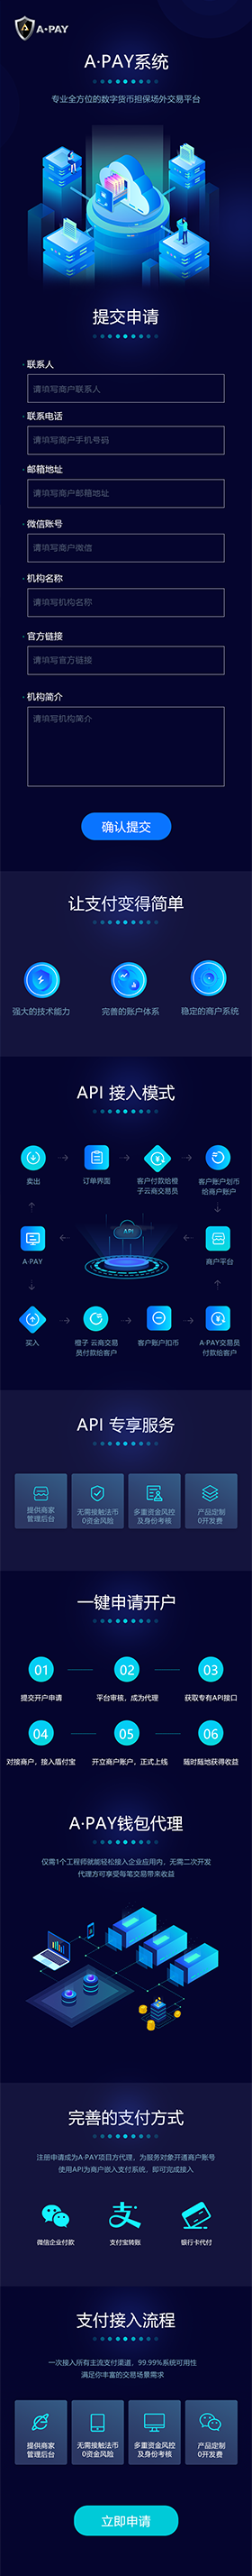 A·PAY
A·PAY系统
专业全方位的数字货币担保场外交易平台
提交申请
联系人
请填写商户联系人
联系电话
请填写商户手机号码
邮箱地址
请填写商户邮箱地址
微信账号
请填写商户微信
机构名称
请填写机构名称
官方链接
请填写官方链接
机构简介
请填写机构简介
确认提交
让支付变得简单
强大的技术能力
完善的账户体系
稳定的商户系统
API 接入模式
卖出
订单界面
客户付款给橙
子云商交易员
客户账户划币
给商户账户
A·PAY
API
商户平台
买入
橙子 云商交易
员付款给客户
客户账户扣币
A·PAY交易员
付款给客户
API 专享服务
提供商家
管理后台
无需接触法币
0资金风险
多重资金风控
及身份考核
产品定制
0开发费
一键申请开户
01
02
03
提交开户申请
平台审核，成为代理
获取专有API接口
04
05
06
对接商户，接入盾付宝
开立商户账户，正式上线
随时随地获得收益
A·PAY钱包代理
仅需1个工程师就能轻松接入企业应用内，无需二次开发
代理方可享受每笔交易带来收益
完善的支付方式
注册申请成为A·PAY项目方代理，为服务对象开通商户账号
使用API为商户嵌入支付系统，即可完成接入
微信企业付款
支付宝转账
银行卡代付
支付接入流程
一次接入所有主流支付渠道，99.99%系统可用性
满足你丰富的交易场景需求
提供商家
管理后台
无需接触法币
0资金风险
多重资金风控
及身份考核
产品定制
0开发费
立即申请